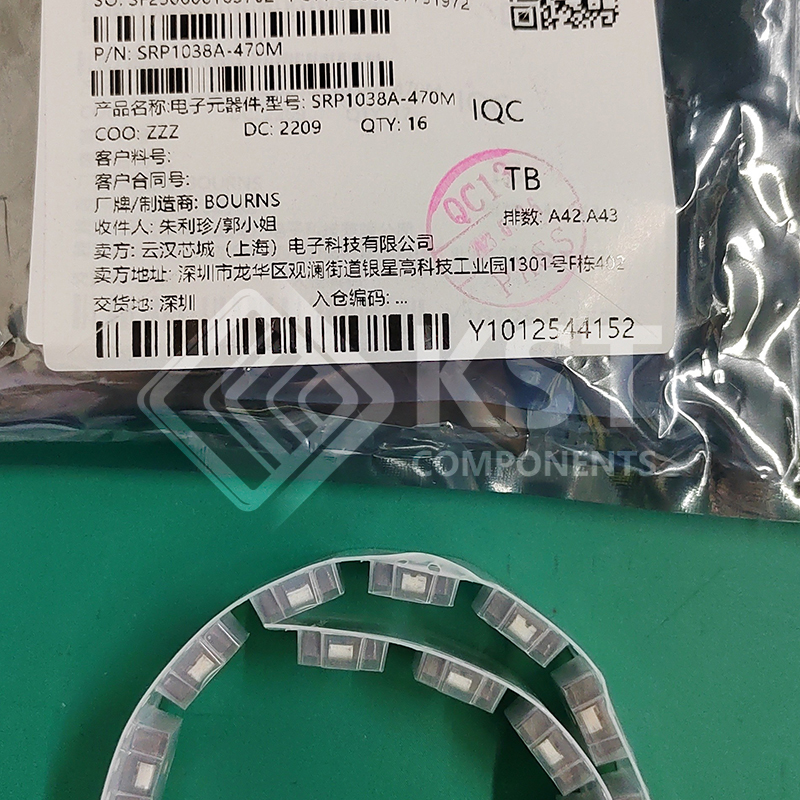 P/N: SRP1038A-470M
产品名称:电子元器件,型号: SRP1038A-470M
IQC
COO: ZZZ DC: 2209 QTY: 16
客户料号:
客户合同号:
TB
厂牌/制造商: BOURNS
排数: A42.A43
收件人: 朱利珍/郭小姐
卖方: 云汉芯城（上海）电子科技有限公司
卖方地址: 深圳市龙华区观澜街道银星高科技工业园1301号F栋402
交货地: 深圳 入仓编码: ...
Y1012544152
QC13
PASS
KST
COMPONENTS